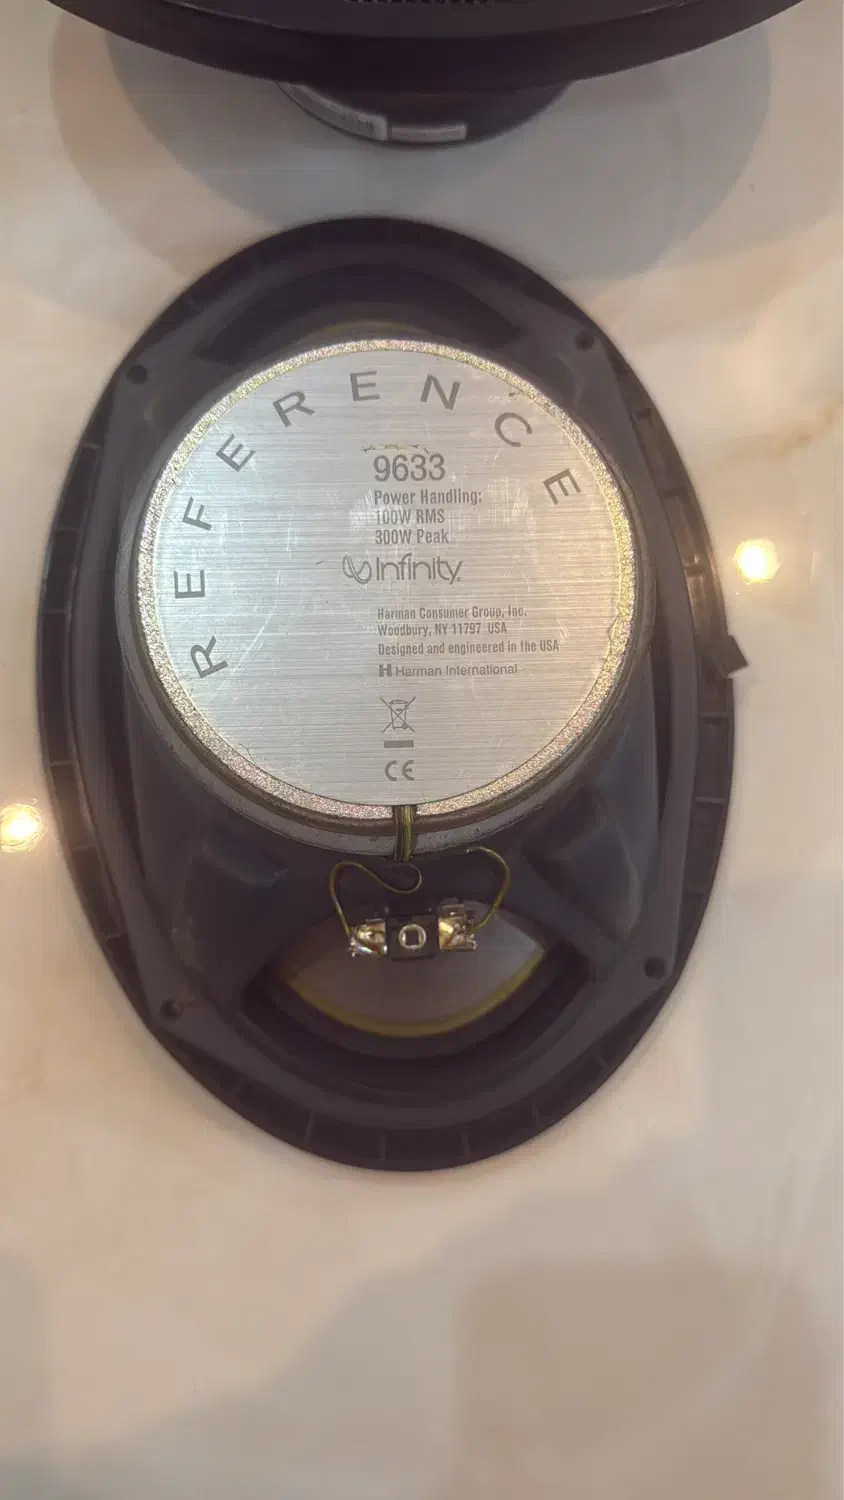 REFERENCE
9633
Power Handling:
100W RMS
300W Peak
Infinity.
Harman Consumer Group, Inc.
Woodbury, NY 11797 USA
Designed and engineered in the USA
H Harman International
CE